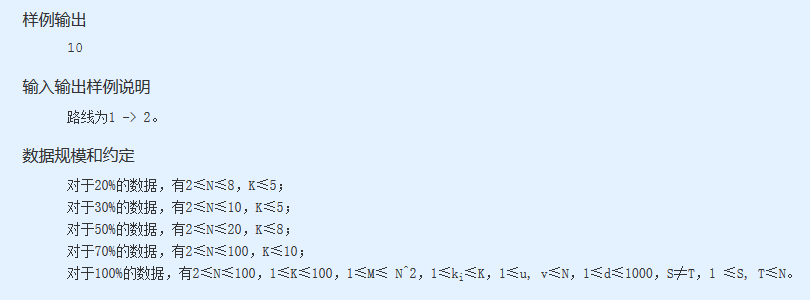 样例输出
10
输入输出样例说明
路线为1 -> 2。
数据规模和约定
对于20%的数据，有2≤N≤8，K≤5；
对于30%的数据，有2≤N≤10，K≤5；
对于50%的数据，有2≤N≤20，K≤8；
对于70%的数据，有2≤N≤100，K≤10；
对于100%的数据，有2≤N≤100，1≤K≤100，1≤M≤ N^2，1≤kᵢ≤K，1≤u, v≤N，1≤d≤1000，S≠T，1 ≤S, T≤N。